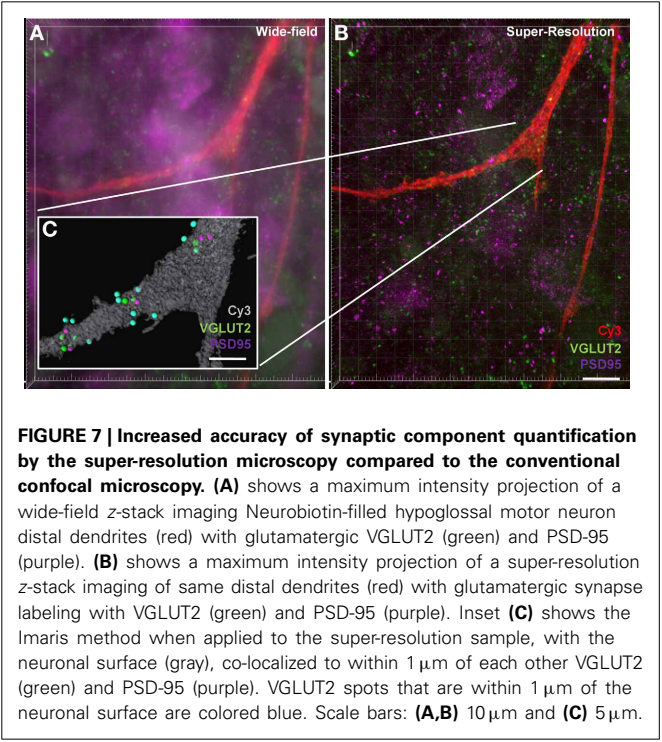 A
Wide-field
B
Super-Resolution
C
Cy3
VGLUT2
PSD95
Cy3
VGLUT2
PSD95
FIGURE 7 | Increased accuracy of synaptic component quantification
by the super-resolution microscopy compared to the conventional
confocal microscopy. (A) shows a maximum intensity projection of a
wide-field z-stack imaging Neurobiotin-filled hypoglossal motor neuron
distal dendrites (red) with glutamatergic VGLUT2 (green) and PSD-95
(purple). (B) shows a maximum intensity projection of a super-resolution
z-stack imaging of same distal dendrites (red) with glutamatergic synapse
labeling with VGLUT2 (green) and PSD-95 (purple). Inset (C) shows the
Imaris method when applied to the super-resolution sample, with the
neuronal surface (gray), co-localized to within 1 μm of each other VGLUT2
(green) and PSD-95 (purple). VGLUT2 spots that are within 1 μm of the
neuronal surface are colored blue. Scale bars: (A,B) 10 μm and (C) 5 μm.